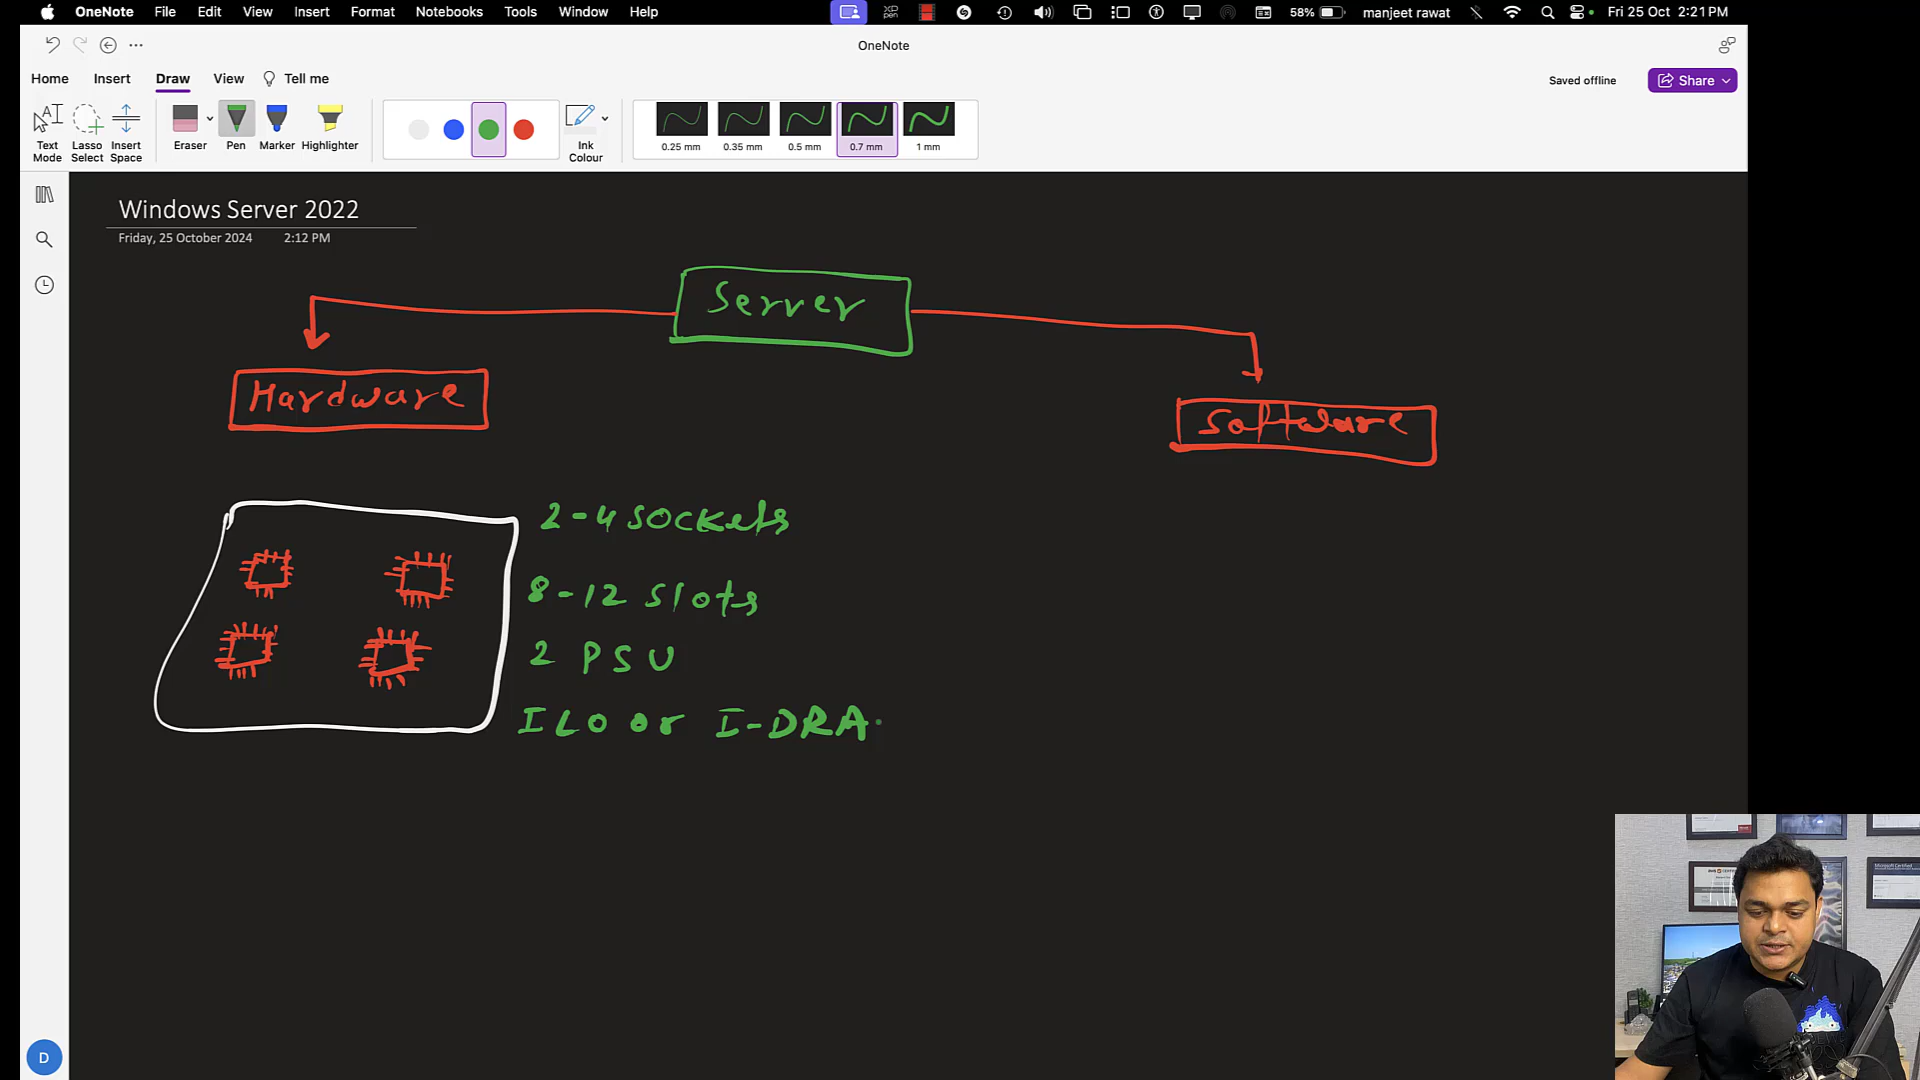 OneNote File Edit View Insert Format Notebooks Tools Window Help
XP PEN 58% manjeet rawat Fri 25 Oct 2:21 PM
OneNote
Home Insert Draw View Tell me
Saved offline Share
Text Mode
Lasso Select
Insert Space
Eraser Pen Marker Highlighter
Ink Colour
0.25 mm 0.35 mm 0.5 mm 0.7 mm 1 mm
Windows Server 2022
Friday, 25 October 2024 2:12 PM
Server
Hardware
Software
2-4 Sockets
8-12 Slots
2 PSU
ILO or I-DRA
D